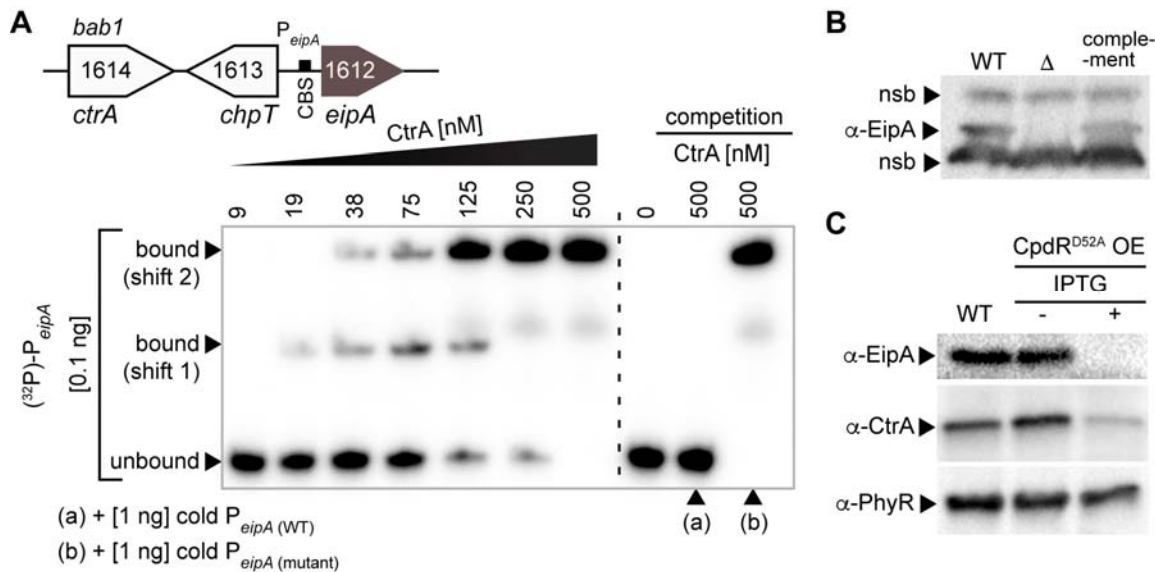 A
bab1
P eipA
1614
1613
1612
CBS
ctrA
chpT
eipA
CtrA [nM]
competition
CtrA [nM]
9
19
38
75
125
250
500
0
500
500
(32P)-P eipA
[0.1 ng]
bound
(shift 2)
bound
(shift 1)
unbound
(a)
(b)
(a) + [1 ng] cold P eipA (WT)
(b) + [1 ng] cold P eipA (mutant)
B
WT
Δ
comple-
-ment
nsb
α-EipA
nsb
C
CpdRD52A OE
IPTG
WT
-
+
α-EipA
α-CtrA
α-PhyR